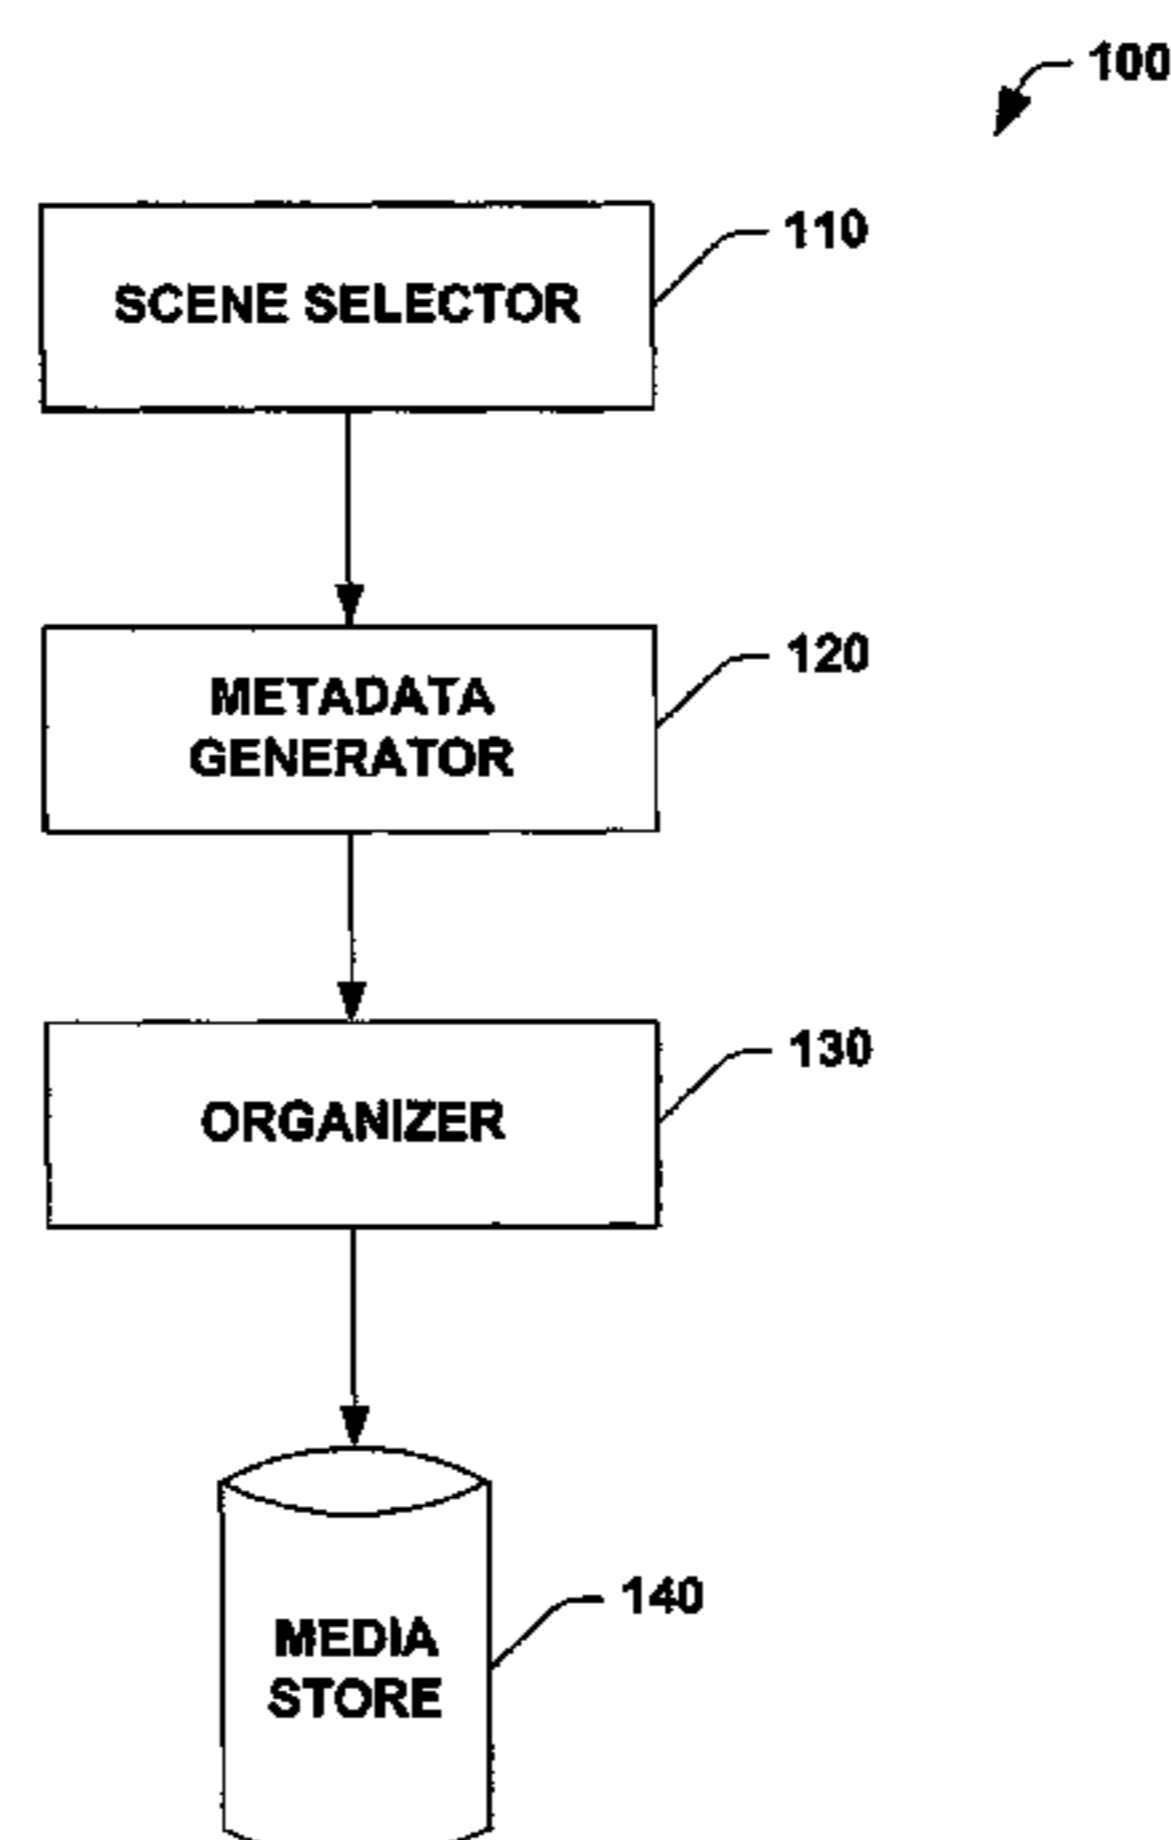 100
110
SCENE SELECTOR
120
METADATA
GENERATOR
130
ORGANIZER
140
MEDIA
STORE